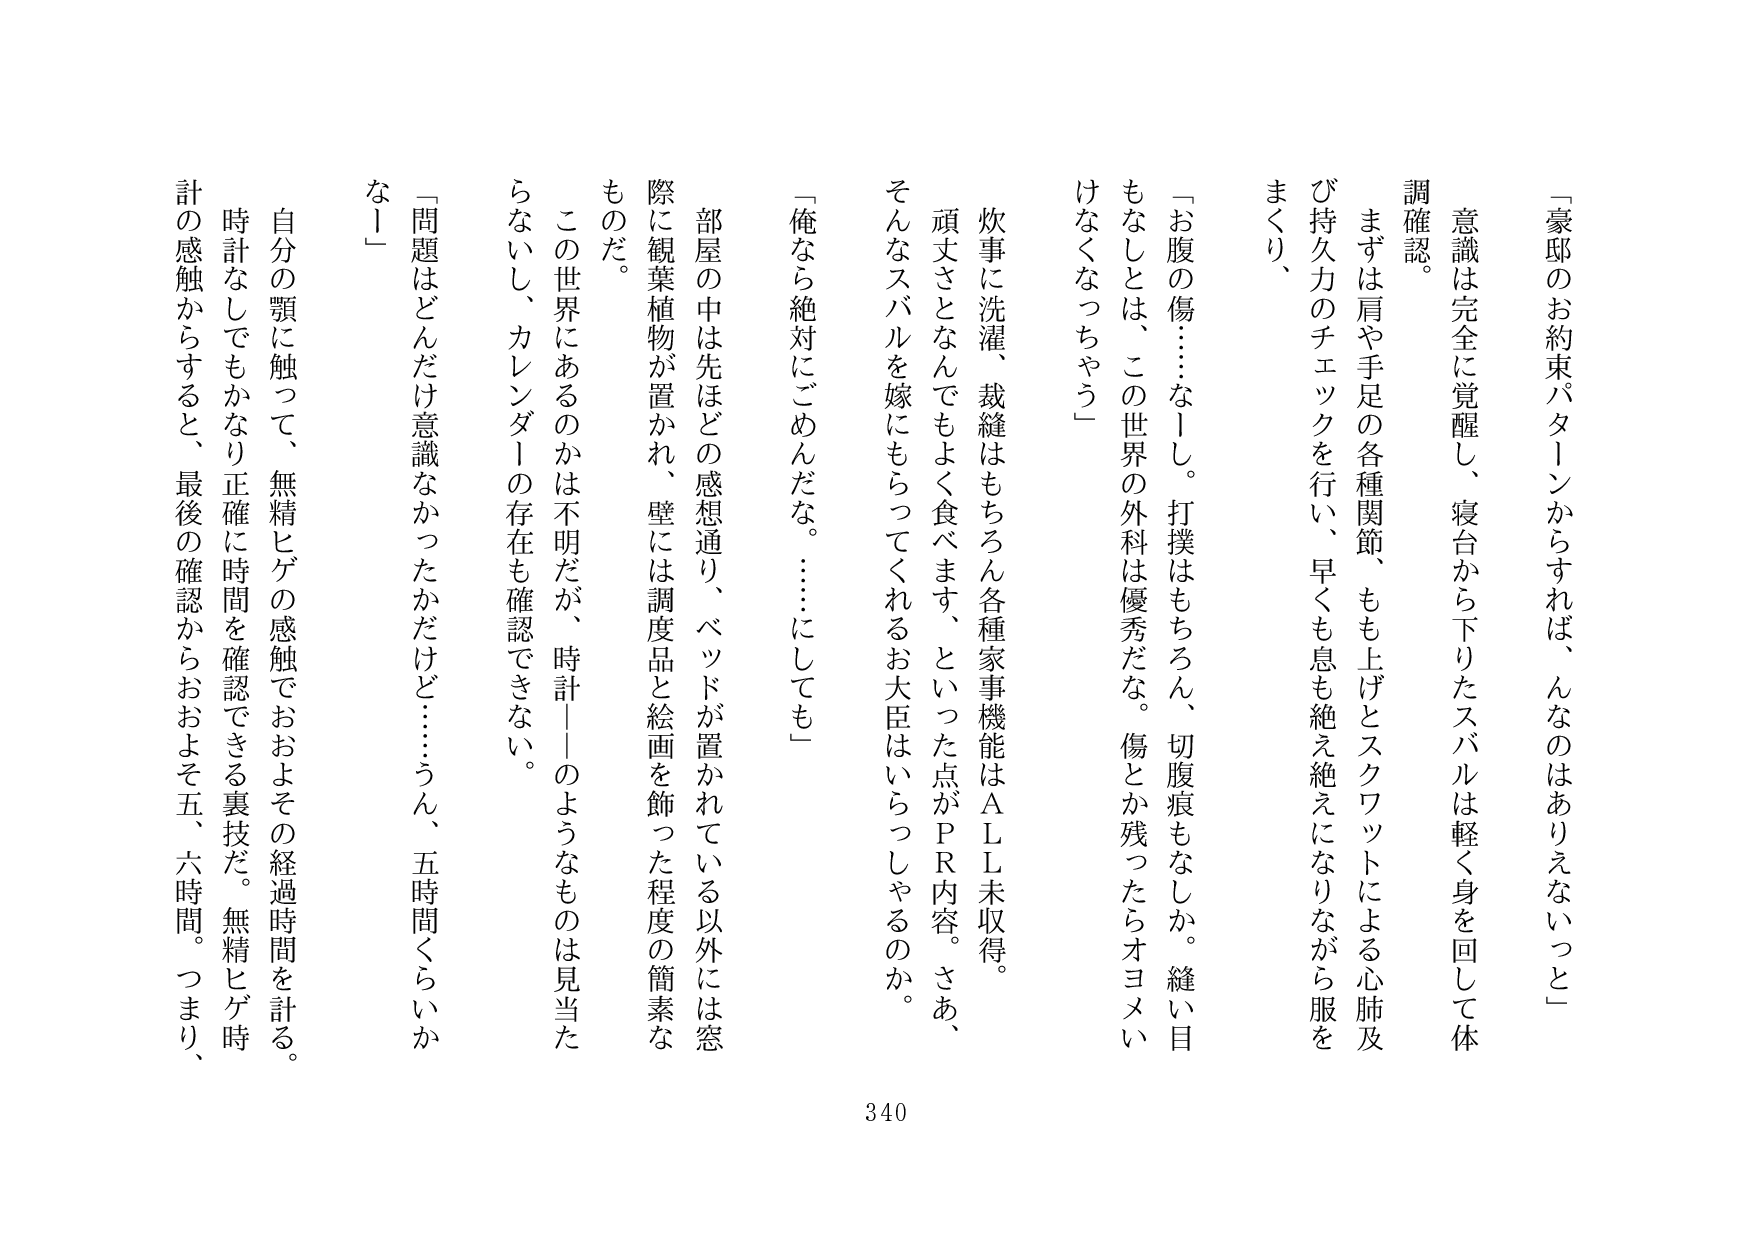 「豪邸のお約束パターンからすれば、んなのはありえないっと」
　意識は完全に覚醒し、寝台から下りたスバルは軽く身を回して体
調確認。
　まずは肩や手足の各種関節、もも上げとスクワットによる心肺及
び持久力のチェックを行い、早くも息も絶え絶えになりながら服を
まくり、
「お腹の傷……なーし。打撲はもちろん、切腹痕もなしか。縫い目
もなしとは、この世界の外科は優秀だな。傷とか残ったらオヨメい
けなくなっちゃう」
　炊事に洗濯、裁縫はもちろん各種家事機能はＡＬＬ未収得。
　頑丈さとなんでもよく食べます、といった点がＰＲ内容。さあ、
そんなスバルを嫁にもらってくれるお大臣はいらっしゃるのか。
「俺なら絶対にごめんだな。……にしても」
　部屋の中は先ほどの感想通り、ベッドが置かれている以外には窓
際に観葉植物が置かれ、壁には調度品と絵画を飾った程度の簡素な
ものだ。
　この世界にあるのかは不明だが、時計――のようなものは見当た
らないし、カレンダーの存在も確認できない。
「問題はどんだけ意識なかったかだけど……うん、五時間くらいか
なー」
　自分の顎に触って、無精ヒゲの感触でおおよその経過時間を計る。
　時計なしでもかなり正確に時間を確認できる裏技だ。無精ヒゲ時
計の感触からすると、最後の確認からおおよそ五、六時間。つまり、
340